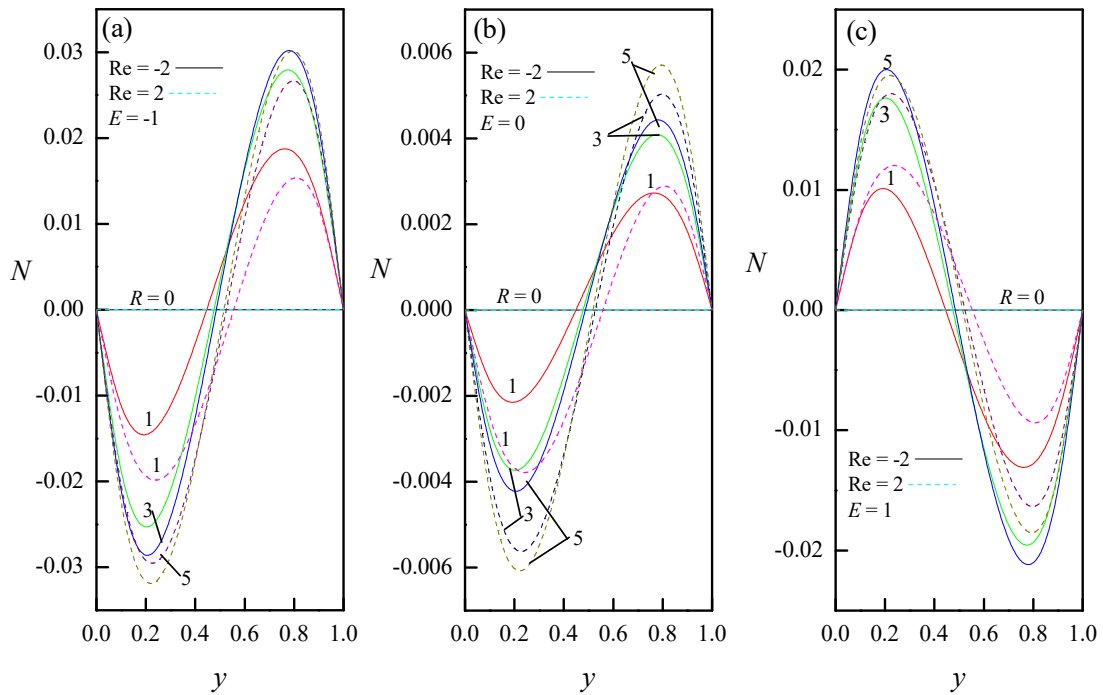 (a)
Re = -2
Re = 2
E = -1
R = 0
1
1
3
5
N
0.03
0.02
0.01
0.00
-0.01
-0.02
-0.03
0.0 0.2 0.4 0.6 0.8 1.0
y
(b)
5
Re = -2
Re = 2
E = 0
3
1
R = 0
1
1
3
5
N
0.006
0.004
0.002
0.000
-0.002
-0.004
-0.006
0.0 0.2 0.4 0.6 0.8 1.0
y
(c)
5
3
1
R = 0
Re = -2
Re = 2
E = 1
N
0.02
0.01
0.00
-0.01
-0.02
0.0 0.2 0.4 0.6 0.8 1.0
y